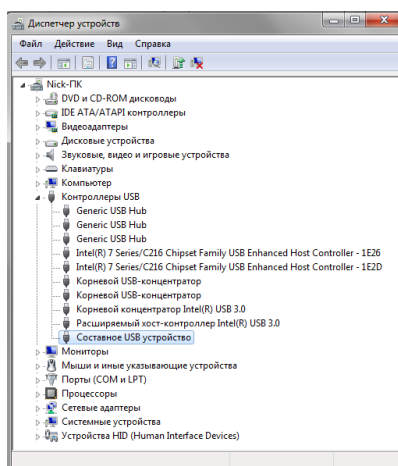 Диспетчер устройств
Файл Действие Вид Справка
Nick-ПК
DVD и CD-ROM дисководы
IDE ATA/ATAPI контроллеры
Видеоадаптеры
Дисковые устройства
Звуковые, видео и игровые устройства
Клавиатуры
Компьютер
Контроллеры USB
Generic USB Hub
Generic USB Hub
Generic USB Hub
Intel(R) 7 Series/C216 Chipset Family USB Enhanced Host Controller - 1E26
Intel(R) 7 Series/C216 Chipset Family USB Enhanced Host Controller - 1E2D
Корневой USB-концентратор
Корневой USB-концентратор
Корневой концентратор Intel(R) USB 3.0
Расширяемый хост-контроллер Intel(R) USB 3.0
Составное USB устройство
Мониторы
Мыши и иные указывающие устройства
Порты (COM и LPT)
Процессоры
Сетевые адаптеры
Системные устройства
Устройства HID (Human Interface Devices)